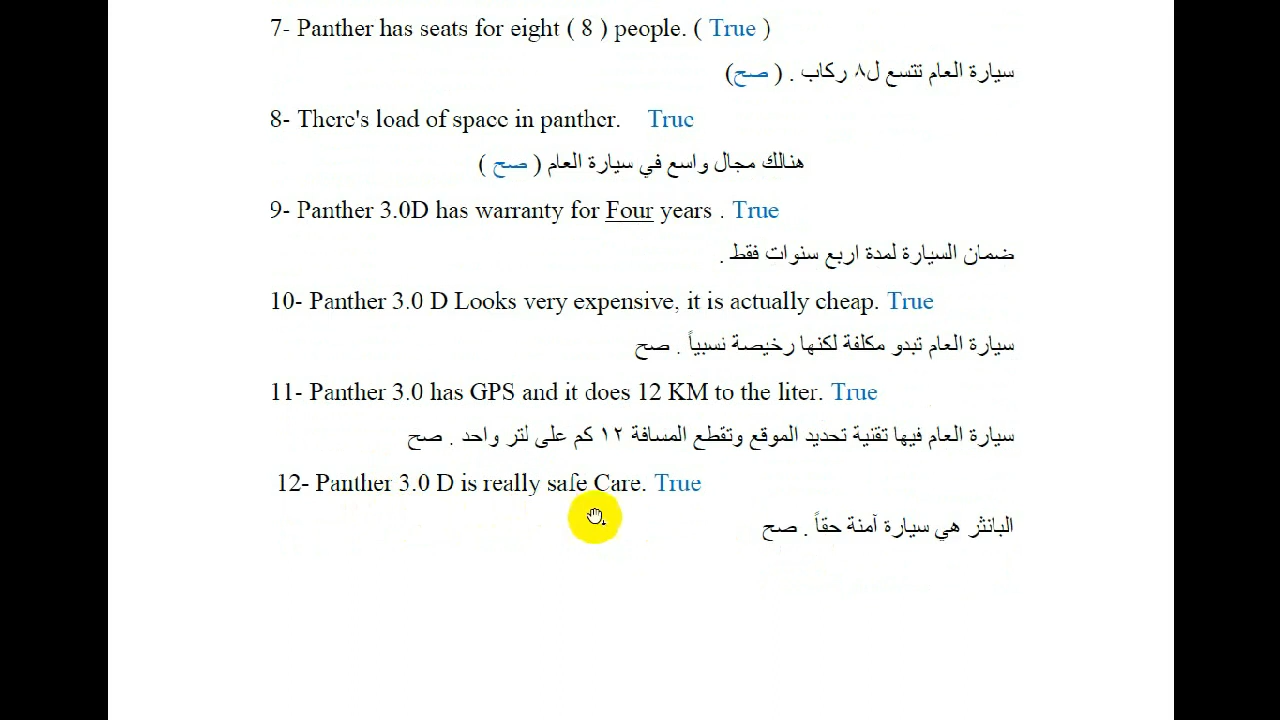 7- Panther has seats for eight ( 8 ) people. ( True )
سيارة العام تتسع ل٨ ركاب . ( صح)
8- There's load of space in panther. True
هنالك مجال واسع في سيارة العام ( صح )
9- Panther 3.0D has warranty for Four years . True
ضمان السيارة لمدة اربع سنوات فقط .
10- Panther 3.0 D Looks very expensive, it is actually cheap. True
سيارة العام تبدو مكلفة لكنها رخيصة نسبياً . صح
11- Panther 3.0 has GPS and it does 12 KM to the liter. True
سيارة العام فيها تقنية تحديد الموقع وتقطع المسافة ١٢ كم على لتر واحد . صح
12- Panther 3.0 D is really safe Care. True
البانثر هي سيارة آمنة حقاً . صح